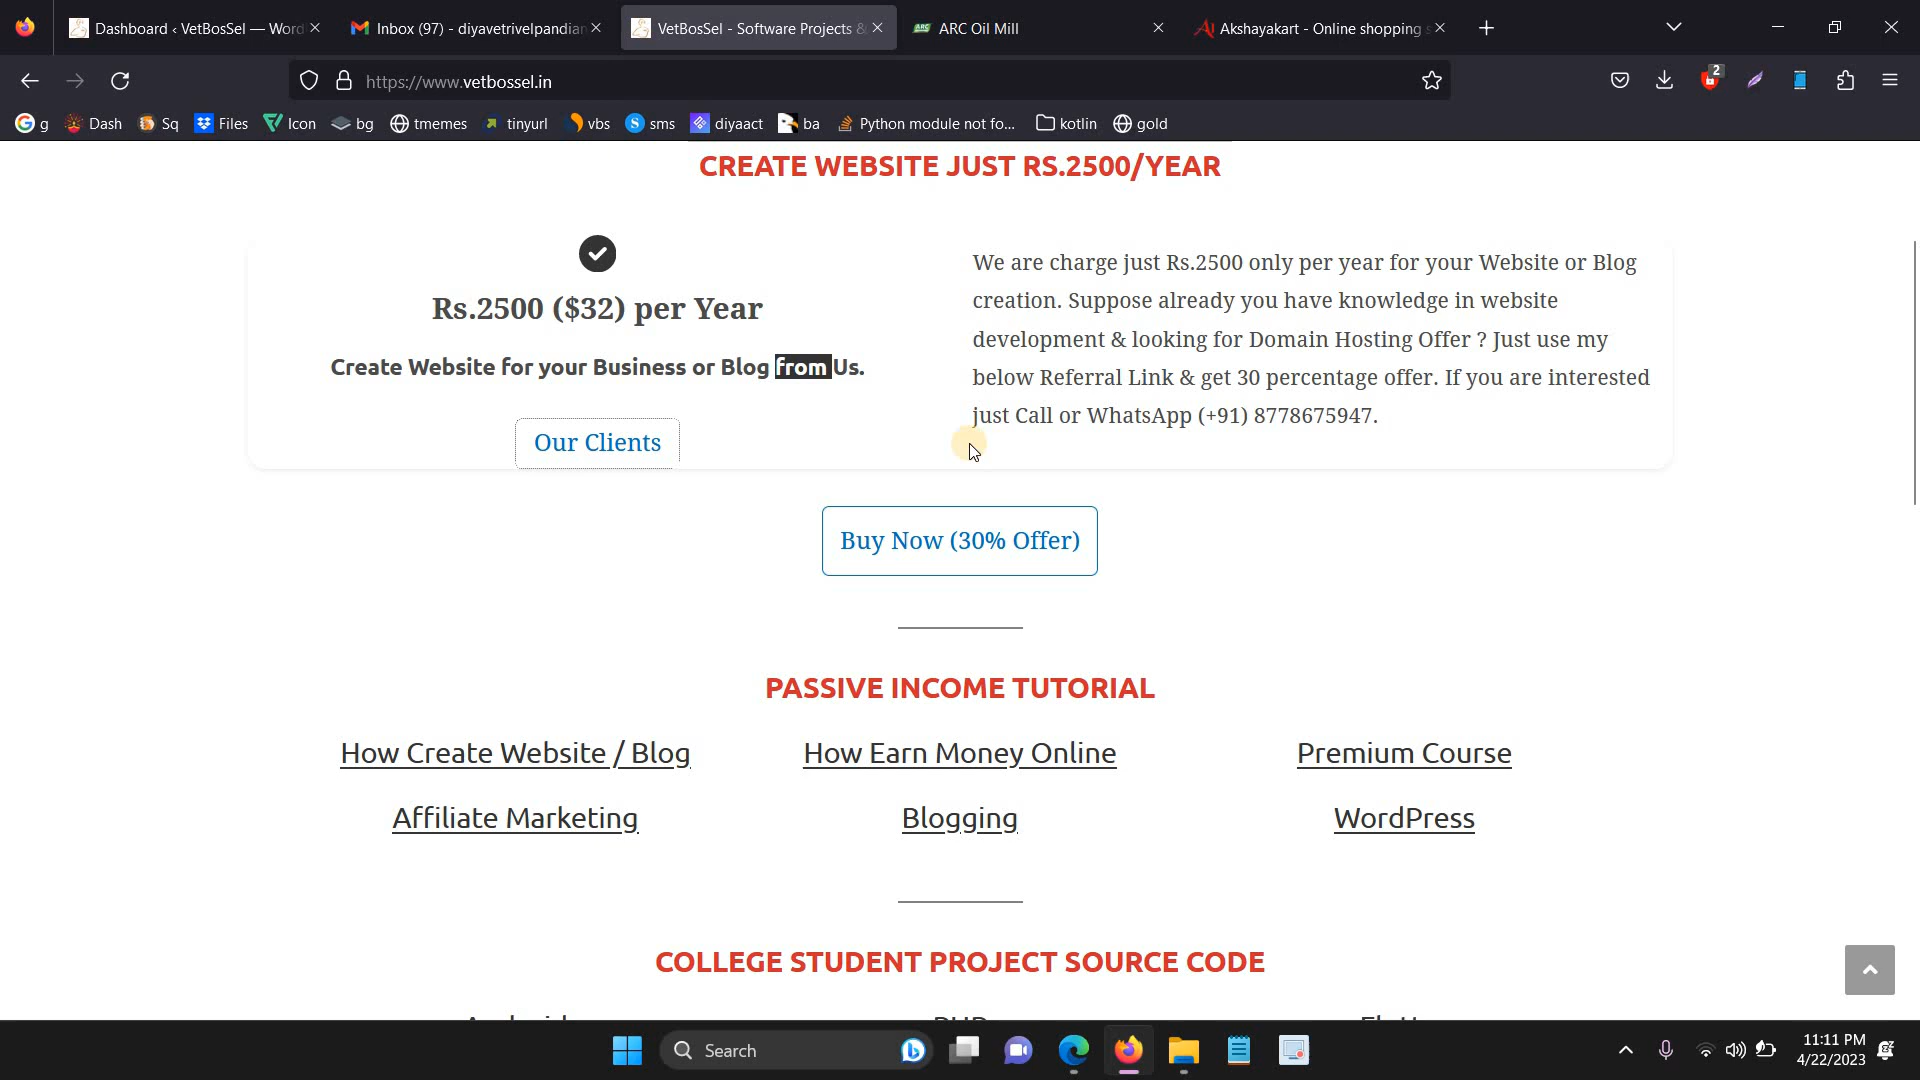 Dashboard ‹ VetBosSel — Word
Inbox (97) - diyavetrivelpandian
VetBosSel - Software Projects &
ARC Oil Mill
Akshayakart - Online shopping s
https://www.vetbossel.in
2
g
Dash
Sq
Files
Icon
bg
tmemes
tinyurl
vbs
sms
diyaact
ba
Python module not fo...
kotlin
gold
CREATE WEBSITE JUST RS.2500/YEAR
Rs.2500 ($32) per Year
Create Website for your Business or Blog from Us.
Our Clients
We are charge just Rs.2500 only per year for your Website or Blog
creation. Suppose already you have knowledge in website
development & looking for Domain Hosting Offer ? Just use my
below Referral Link & get 30 percentage offer. If you are interested
just Call or WhatsApp (+91) 8778675947.
Buy Now (30% Offer)
PASSIVE INCOME TUTORIAL
How Create Website / Blog
How Earn Money Online
Premium Course
Affiliate Marketing
Blogging
WordPress
COLLEGE STUDENT PROJECT SOURCE CODE
Search
11:11 PM
4/22/2023